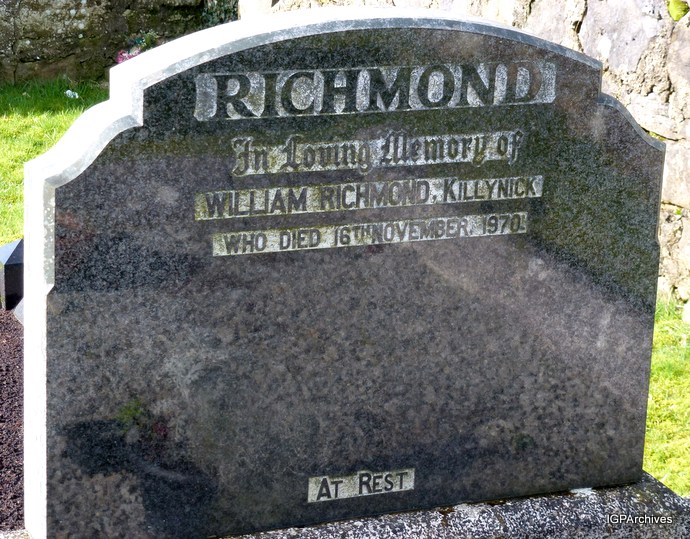 RICHMOND
In Loving Memory of
WILLIAM RICHMOND, KILLYNICK
WHO DIED 16TH NOVEMBER, 1970.
AT REST
IGPArchives